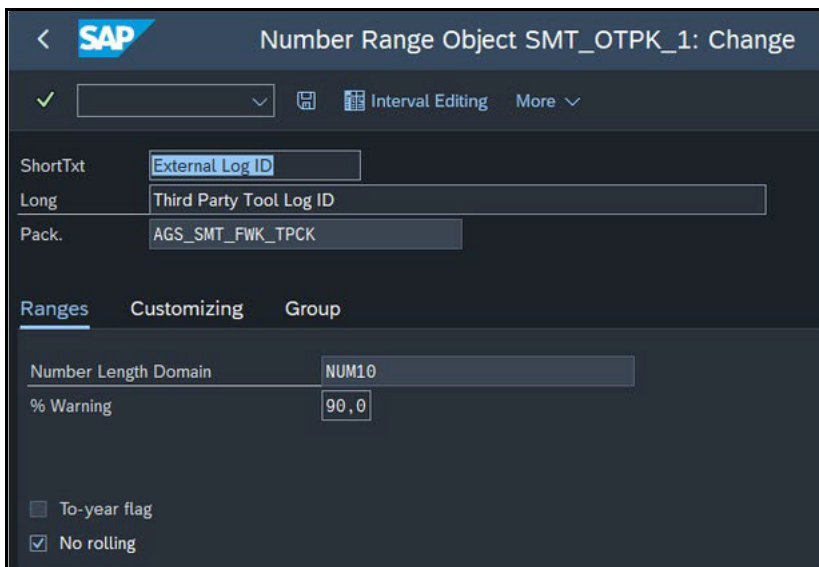 SAP Number Range Object SMT_OTPK_1: Change
Interval Editing More
ShortTxt External Log ID
Long Third Party Tool Log ID
Pack. AGS_SMT_FWK_TPCK
Ranges Customizing Group
Number Length Domain NUM10
% Warning 90,0
To-year flag
No rolling